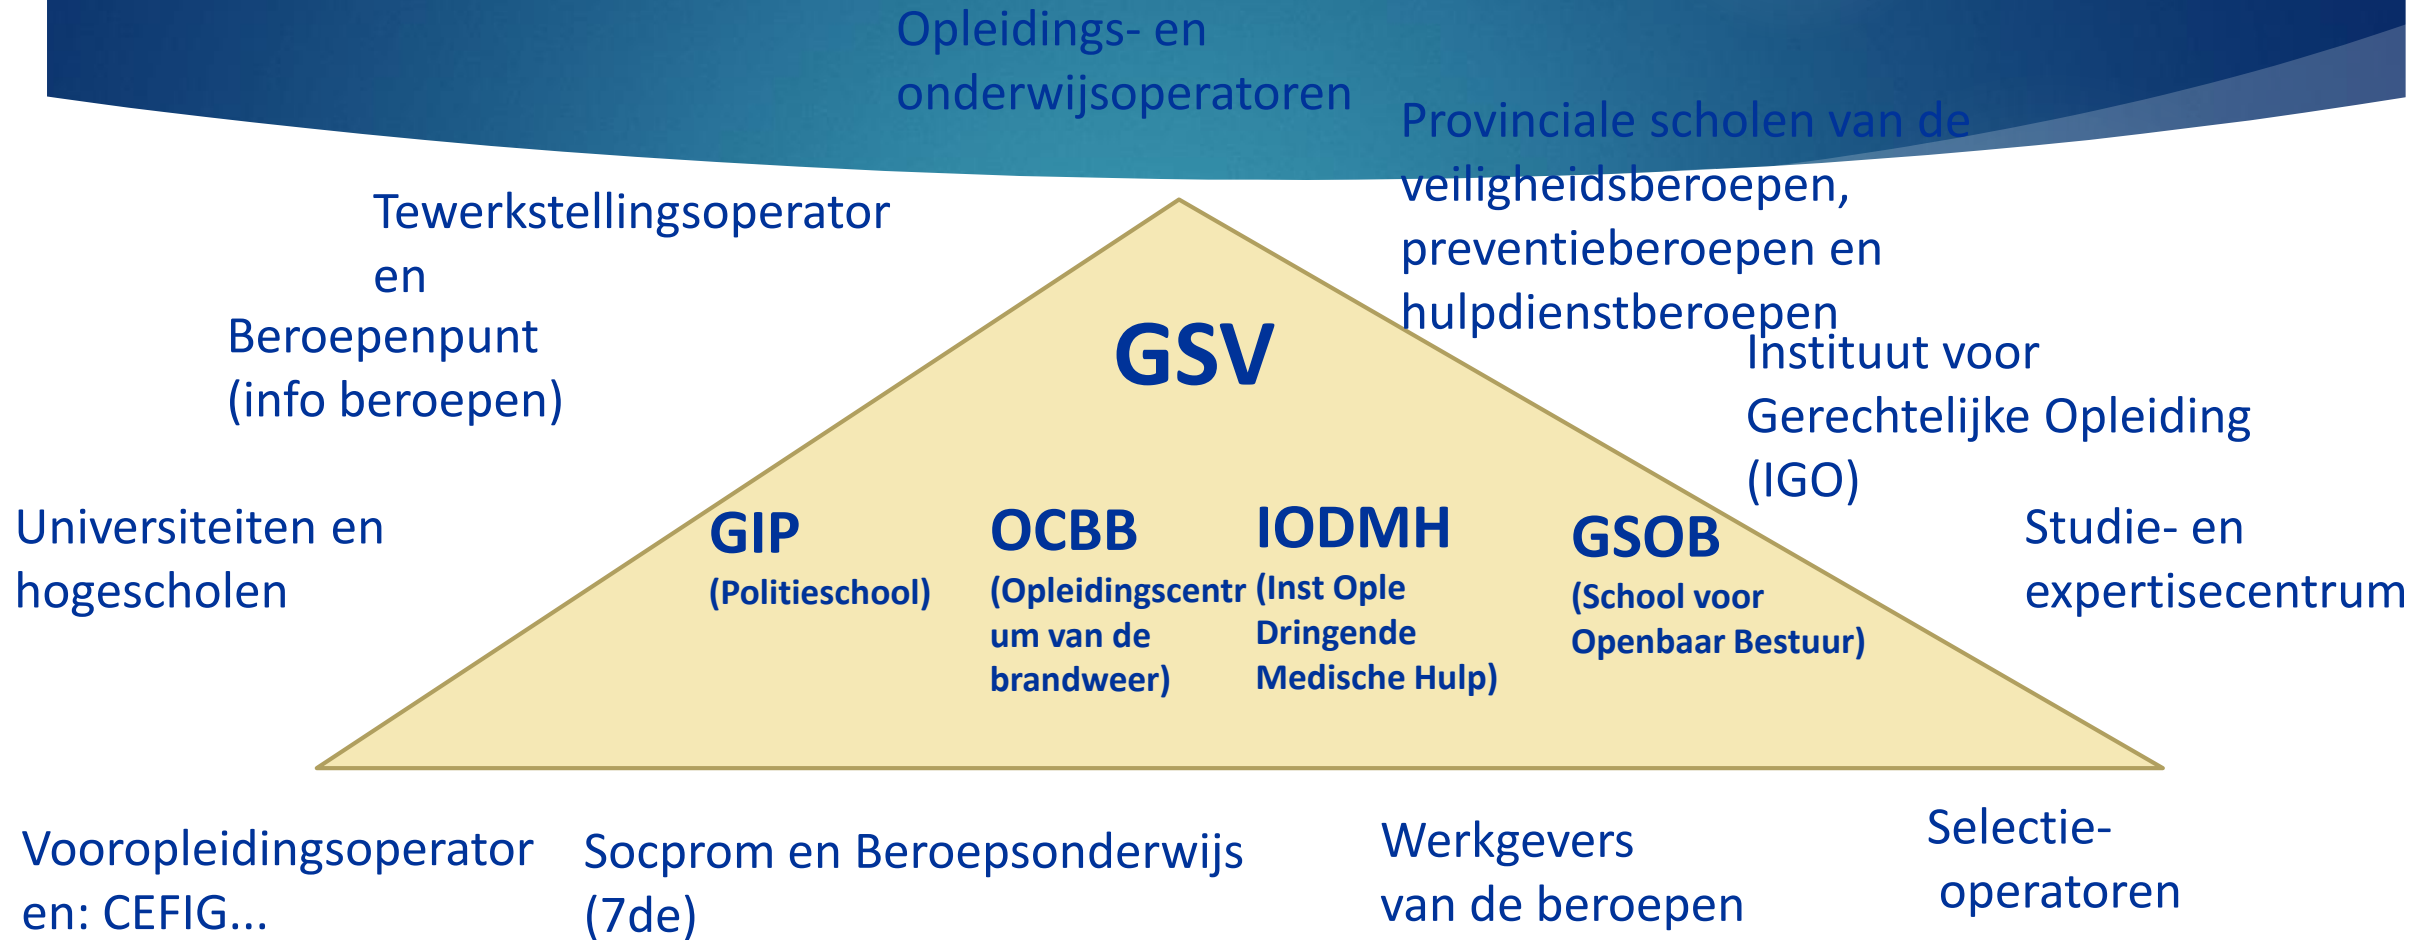 Opleidings- en
onderwijsoperatoren
Provinciale scholen van de
veiligheidsberoepen,
preventieberoepen en
hulpdienstberoepen
Tewerkstellingsoperator
en
Beroepenpunt
(info beroepen)
GSV
Instituut voor
Gerechtelijke Opleiding
(IGO)
Universiteiten en
hogescholen
GIP
(Politieschool)
OCBB
(Opleidingscentr
um van de
brandweer)
IODMH
(Inst Ople
Dringende
Medische Hulp)
GSOB
(School voor
Openbaar Bestuur)
Studie- en
expertisecentrum
Vooropleidingsoperator
en: CEFIG...
Socprom en Beroepsonderwijs
(7de)
Werkgevers
van de beroepen
Selectie-
operatoren